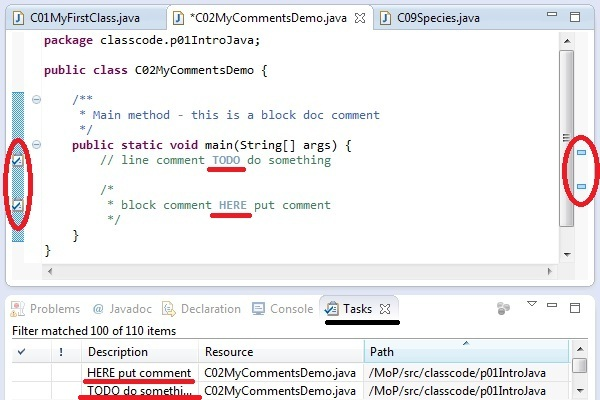 C01MyFirstClass.java *C02MyCommentsDemo.java C09Species.java
package classcode.p01IntroJava;
public class C02MyCommentsDemo {
/**
* Main method - this is a block doc comment
*/
public static void main(String[] args) {
// line comment TODO do something
/*
* block comment HERE put comment
*/
}
}
Problems @ Javadoc Declaration Console Tasks
Filter matched 100 of 110 items
✓ ! Description Resource Path
HERE put comment C02MyCommentsDemo.java /MoP/src/classcode/p01IntroJava
TODO do somethi... C02MyCommentsDemo.java /MoP/src/classcode/p01IntroJava